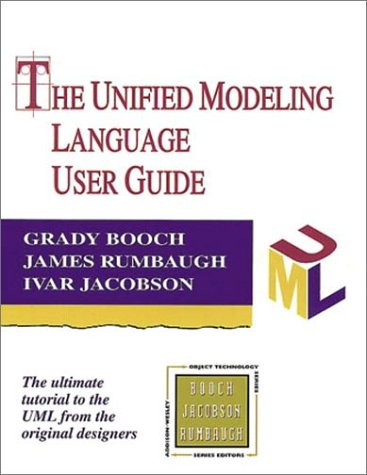 THE UNIFIED MODELING
LANGUAGE
USER GUIDE
GRADY BOOCH
JAMES RUMBAUGH
IVAR JACOBSON
UML
The ultimate
tutorial to the
UML from the
original designers
OBJECT TECHNOLOGY
ADDISON-WESLEY
BOOCH
JACOBSON
RUMBAUGH
SERIES
SERIES EDITORS